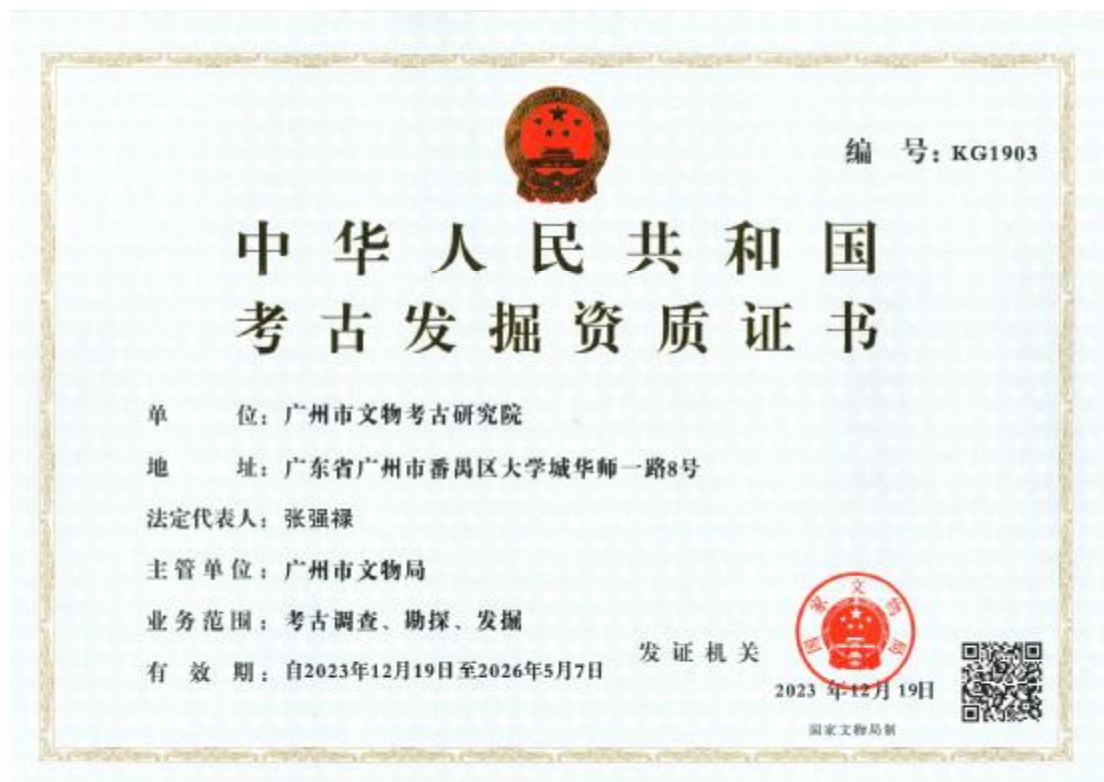 编 号：KG1903
中华人民共和国
考古发掘资质证书
单 位：广州市文物考古研究院
地 址：广东省广州市番禺区大学城华师一路8号
法定代表人：张强禄
主管单位：广州市文物局
业务范围：考古调查、勘探、发掘
有 效 期：自2023年12月19日至2026年5月7日
发证机关
国家文物局
2023 年 12月 19日
国家文物局制